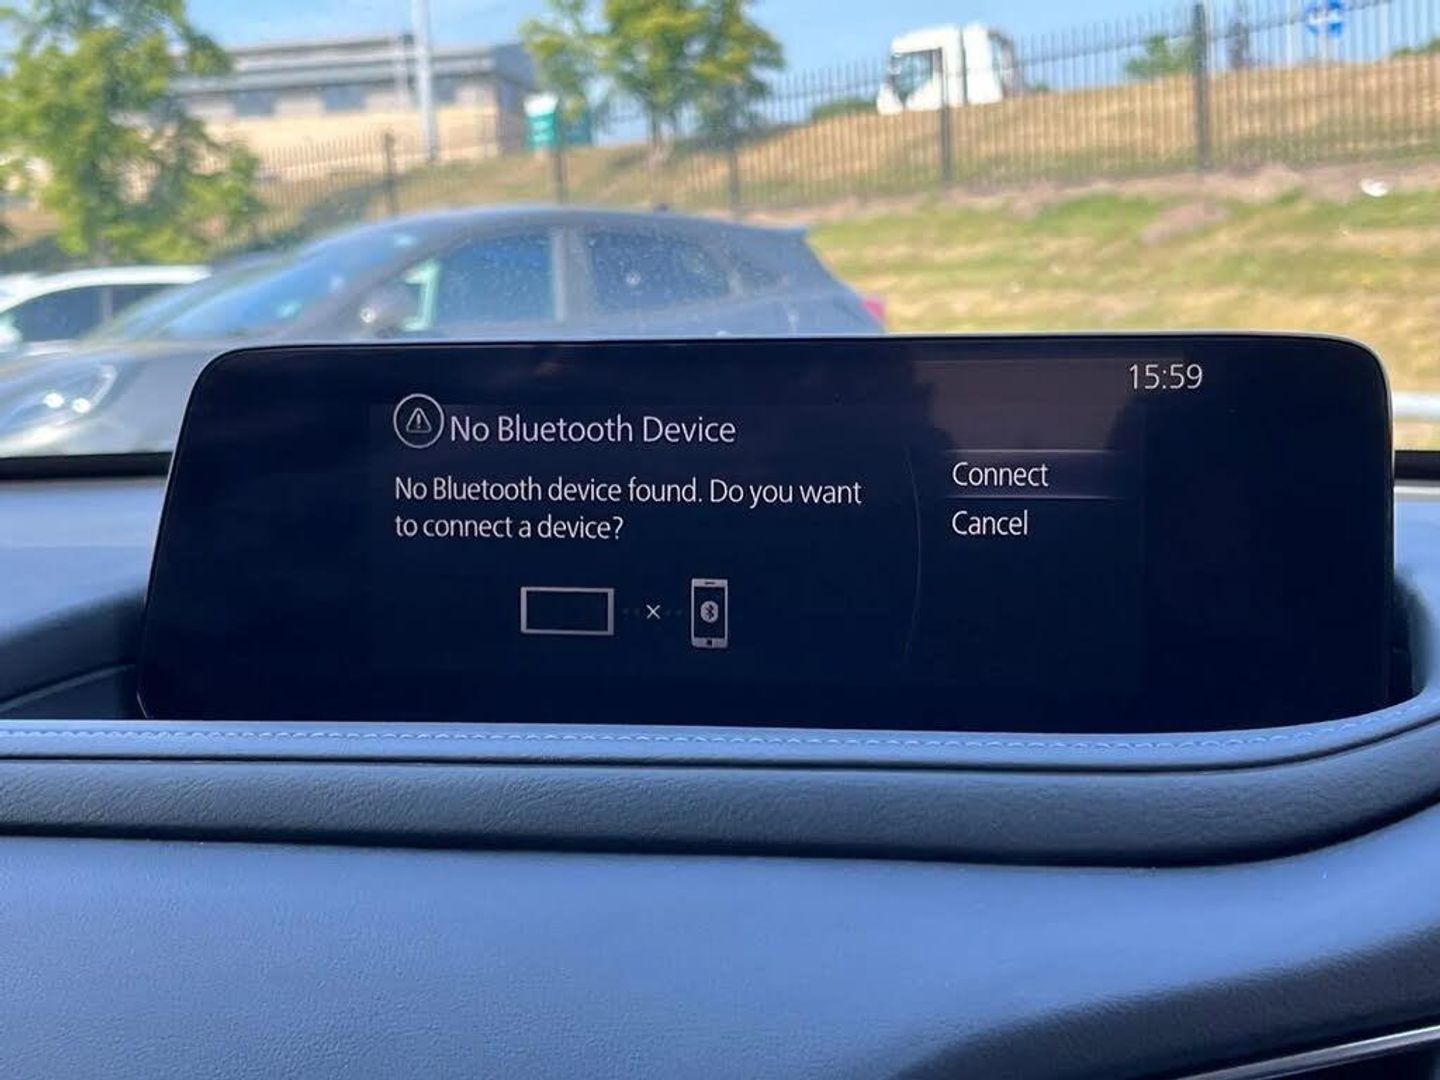 15:59
No Bluetooth Device
No Bluetooth device found. Do you want
to connect a device?
Connect
Cancel